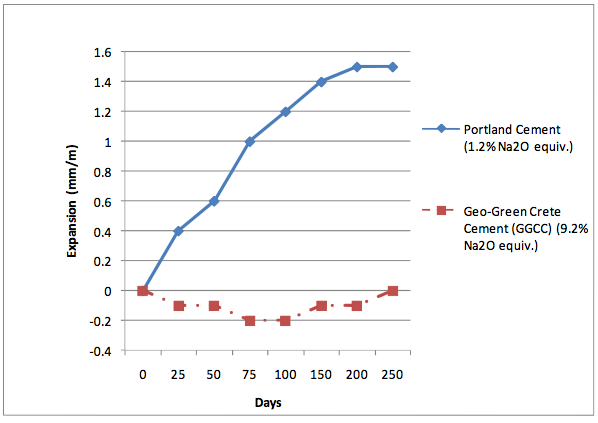 1.6
1.4
1.2
1
0.8
0.6
0.4
0.2
0
-0.2
-0.4
Expansion (mm/m)
0 25 50 75 100 150 200 250
Days
Portland Cement
(1.2%Na2O equiv.)
Geo-Green Crete
Cement (GGCC) (9.2%
Na2O equiv.)